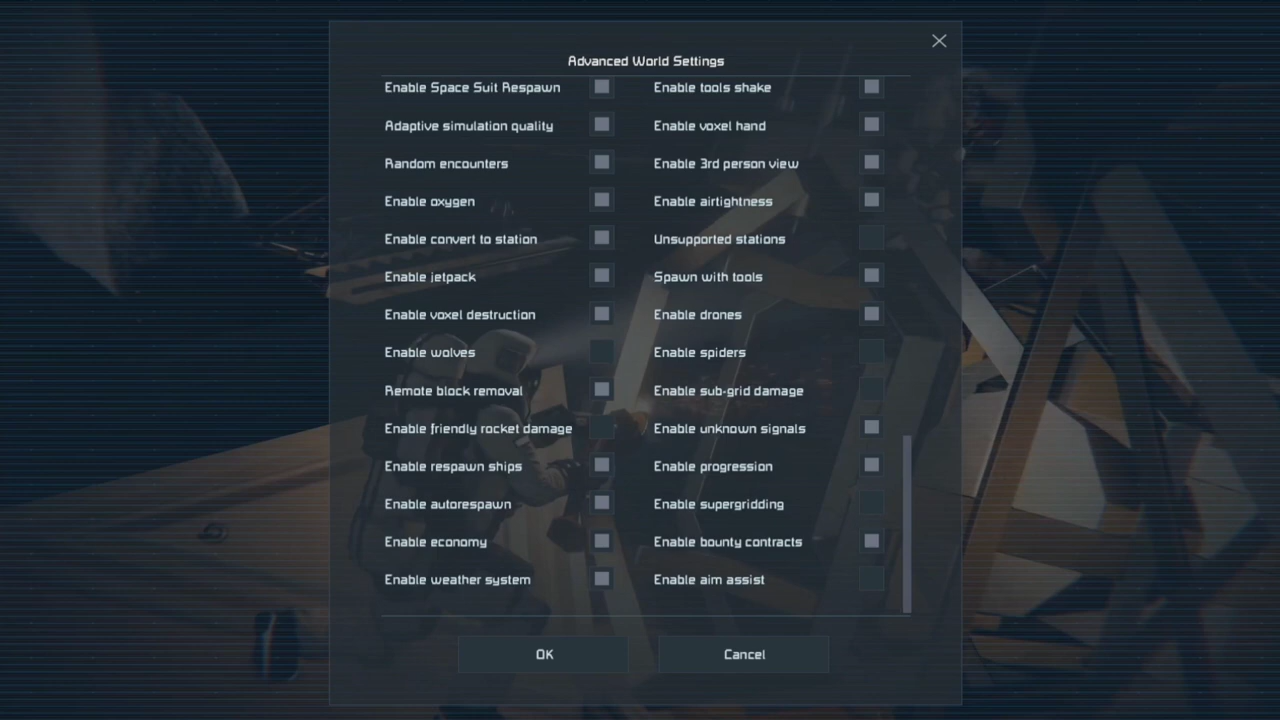 Advanced World Settings
Enable Space Suit Respawn Enable tools shake
Adaptive simulation quality Enable voxel hand
Random encounters Enable 3rd person view
Enable oxygen Enable airtightness
Enable convert to station Unsupported stations
Enable jetpack Spawn with tools
Enable voxel destruction Enable drones
Enable wolves Enable spiders
Remote block removal Enable sub-grid damage
Enable friendly rocket damage Enable unknown signals
Enable respawn ships Enable progression
Enable autorespawn Enable supergridding
Enable economy Enable bounty contracts
Enable weather system Enable aim assist
OK Cancel